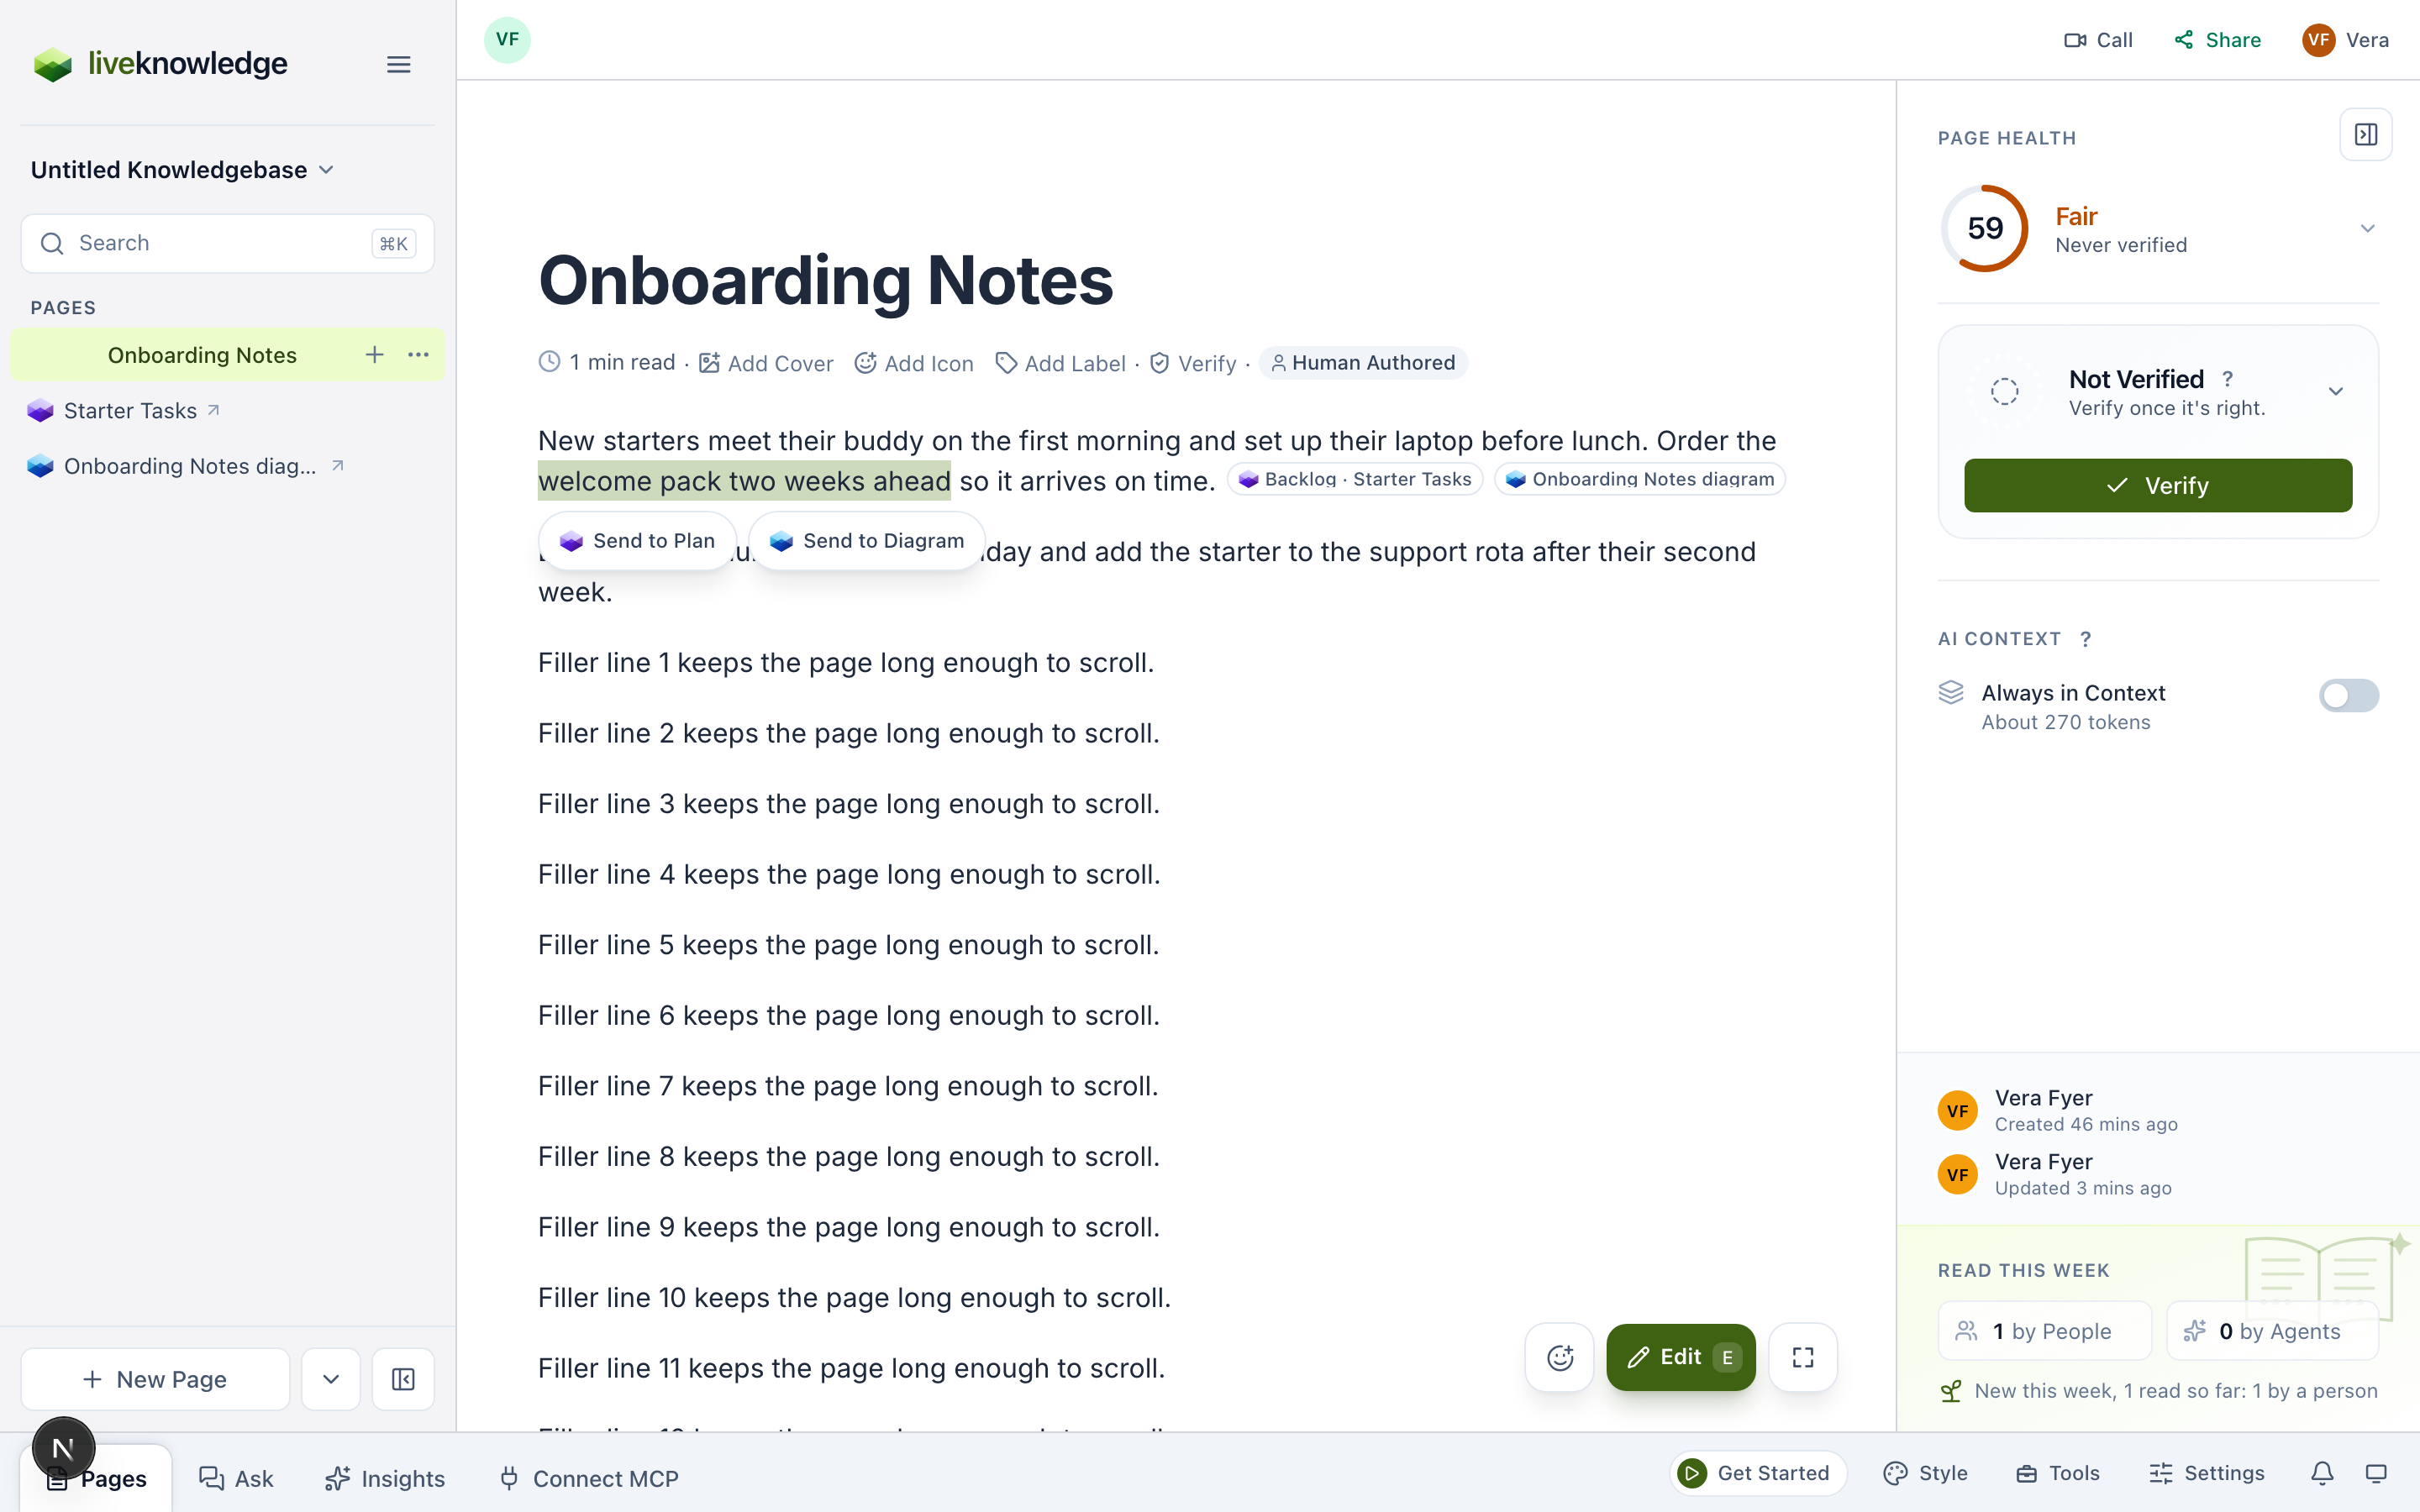 liveknowledge
VF
Call
Share
VF
Vera
Untitled Knowledgebase
Search
⌘K
PAGES
Onboarding Notes
Starter Tasks
Onboarding Notes diag...
Onboarding Notes
1 min read · Add Cover Add Icon Add Label · Verify · Human Authored
New starters meet their buddy on the first morning and set up their laptop before lunch. Order the
welcome pack two weeks ahead so it arrives on time. Backlog · Starter Tasks Onboarding Notes diagram
Send to Plan Send to Diagram
and add the starter to the support rota after their second
week.
Filler line 1 keeps the page long enough to scroll.
Filler line 2 keeps the page long enough to scroll.
Filler line 3 keeps the page long enough to scroll.
Filler line 4 keeps the page long enough to scroll.
Filler line 5 keeps the page long enough to scroll.
Filler line 6 keeps the page long enough to scroll.
Filler line 7 keeps the page long enough to scroll.
Filler line 8 keeps the page long enough to scroll.
Filler line 9 keeps the page long enough to scroll.
Filler line 10 keeps the page long enough to scroll.
Filler line 11 keeps the page long enough to scroll.
Edit E
PAGE HEALTH
59
Fair
Never verified
Not Verified ?
Verify once it's right.
Verify
AI CONTEXT ?
Always in Context
About 270 tokens
VF
Vera Fyer
Created 46 mins ago
VF
Vera Fyer
Updated 3 mins ago
READ THIS WEEK
1 by People
0 by Agents
New this week, 1 read so far: 1 by a person
New Page
N
Pages
Ask
Insights
Connect MCP
Get Started
Style
Tools
Settings